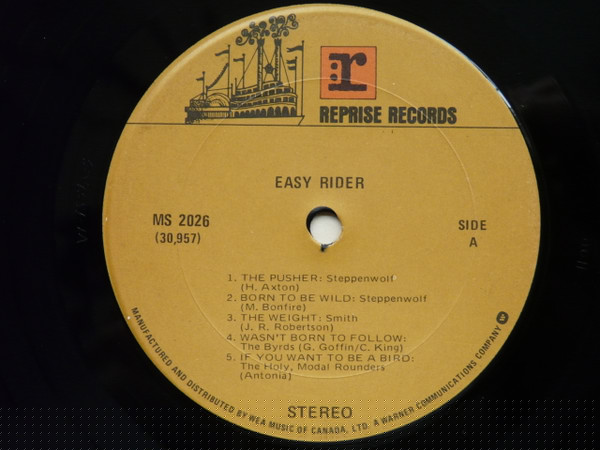 r
REPRISE RECORDS
EASY RIDER
MS 2026
(30,957)
SIDE
A
1. THE PUSHER: Steppenwolf
(H. Axton)
2. BORN TO BE WILD: Steppenwolf
(M. Bonfire)
3. THE WEIGHT: Smith
(J. R. Robertson)
4. WASN'T BORN TO FOLLOW:
The Byrds (G. Goffin/C. King)
5. IF YOU WANT TO BE A BIRD:
The Holy, Modal Rounders
(Antonia)
STEREO
MANUFACTURED AND DISTRIBUTED BY WEA MUSIC OF CANADA, LTD. A WARNER COMMUNICATIONS COMPANY